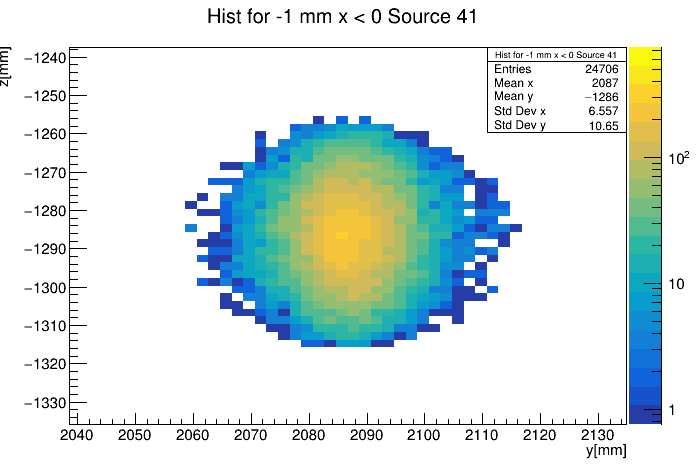 Hist for -1 mm x < 0 Source 41
z[mm]
Hist for -1 mm x < 0 Source 41
Entries 24706
Mean x 2087
Mean y −1286
Std Dev x 6.557
Std Dev y 10.65
−1240
−1260
−1270
−1280
−1290
−1300
−1310
−1320
−1330
−1250
10²
10
1
2040 2050 2060 2070 2080 2090 2100 2110 2120 2130
y[mm]